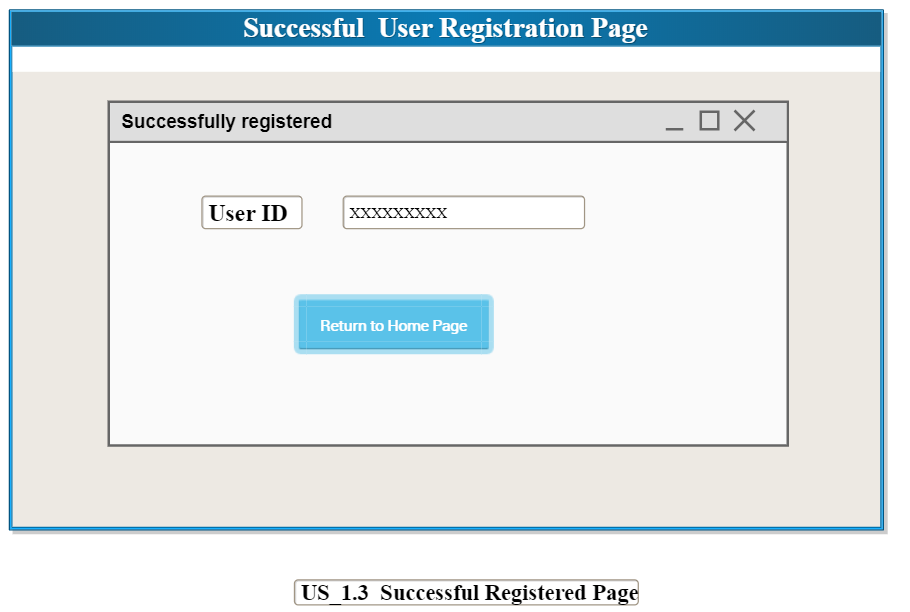 Successful  User Registration Page
Successfully registered
User ID
xxxxxxxxx
Return to Home Page
US_1.3  Successful Registered Page